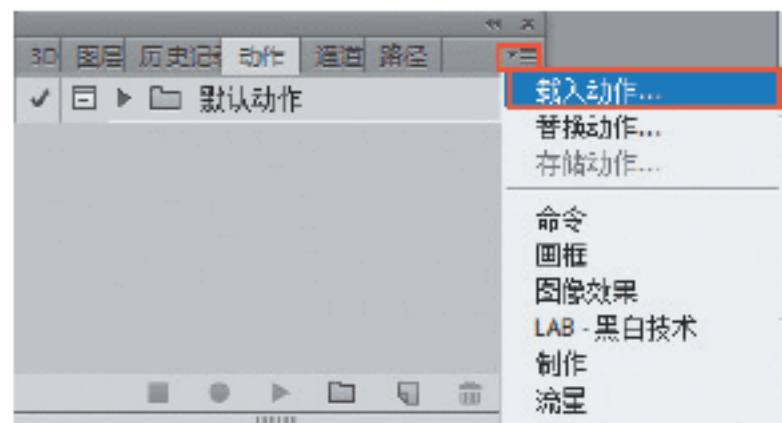 3D 图层 历史记录 动作 通道 路径
默认动作
载入动作...
替换动作...
存储动作...
命令
画框
图像效果
LAB - 黑白技术
制作
流星